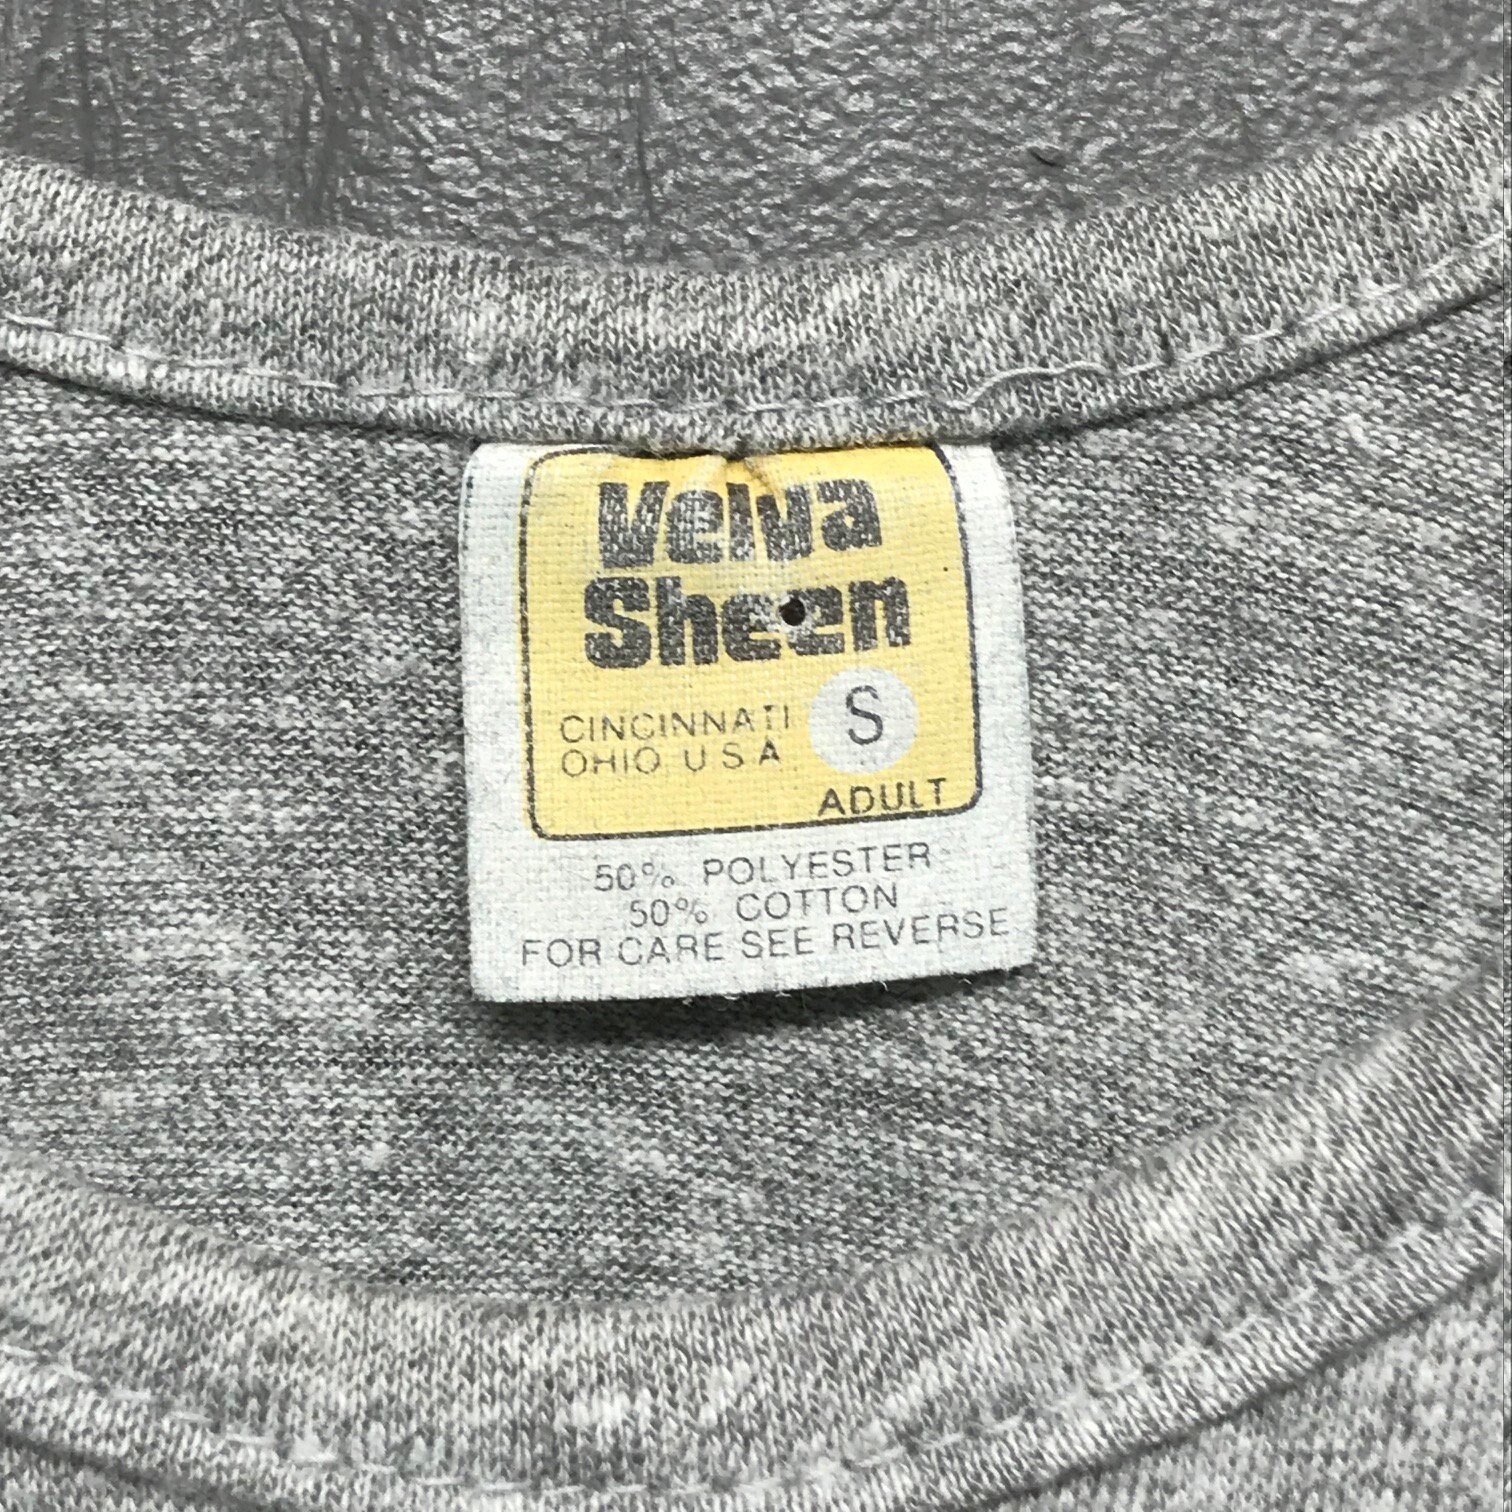 Velva
Sheen
CINCINNATI
OHIO U S A
S
ADULT
50% POLYESTER
50% COTTON
FOR CARE SEE REVERSE